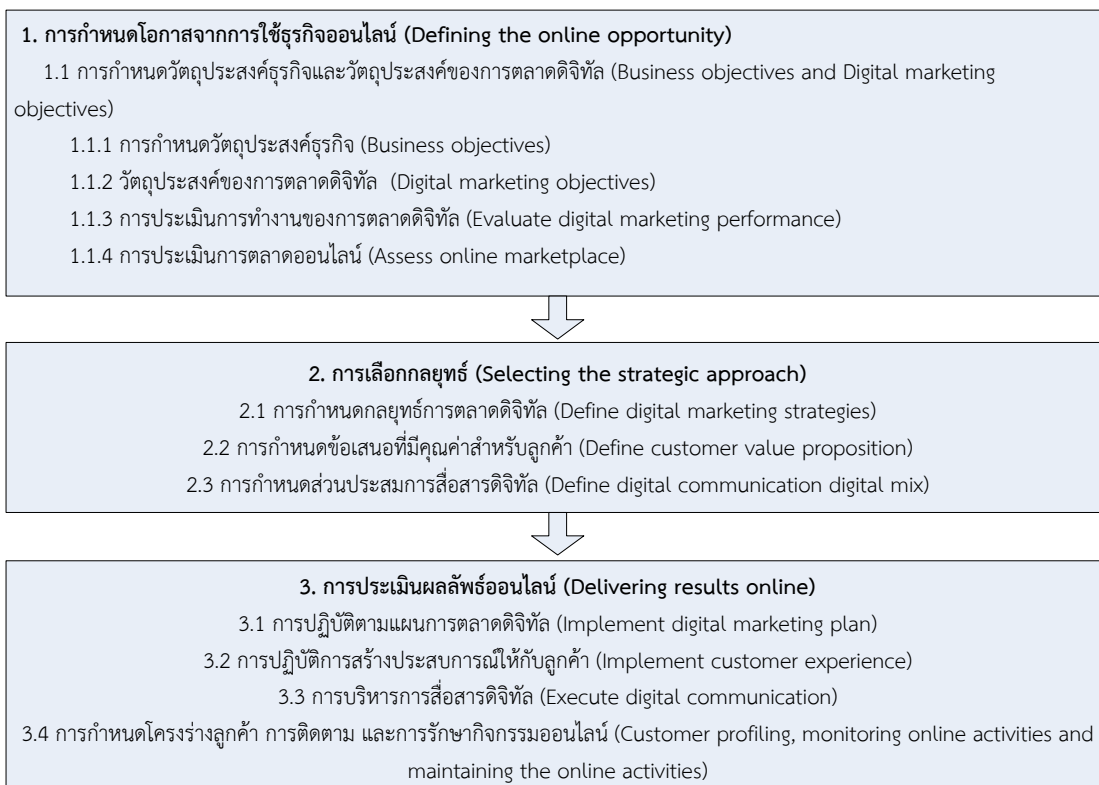 1. การกำหนดโอกาสจากการใช้ธุรกิจออนไลน์ (Defining the online opportunity)
1.1 การกำหนดวัตถุประสงค์ธุรกิจและวัตถุประสงค์ของการตลาดดิจิทัล (Business objectives and Digital marketing
objectives)
1.1.1 การกำหนดวัตถุประสงค์ธุรกิจ (Business objectives)
1.1.2 วัตถุประสงค์ของการตลาดดิจิทัล (Digital marketing objectives)
1.1.3 การประเมินการทำงานของการตลาดดิจิทัล (Evaluate digital marketing performance)
1.1.4 การประเมินการตลาดออนไลน์ (Assess online marketplace)
2. การเลือกกลยุทธ์ (Selecting the strategic approach)
2.1 การกำหนดกลยุทธ์การตลาดดิจิทัล (Define digital marketing strategies)
2.2 การกำหนดข้อเสนอที่มีคุณค่าสำหรับลูกค้า (Define customer value proposition)
2.3 การกำหนดส่วนประสมการสื่อสารดิจิทัล (Define digital communication digital mix)
3. การประเมินผลลัพธ์ออนไลน์ (Delivering results online)
3.1 การปฏิบัติตามแผนการตลาดดิจิทัล (Implement digital marketing plan)
3.2 การปฏิบัติการสร้างประสบการณ์ให้กับลูกค้า (Implement customer experience)
3.3 การบริหารการสื่อสารดิจิทัล (Execute digital communication)
3.4 การกำหนดโครงร่างลูกค้า การติดตาม และการรักษากิจกรรมออนไลน์ (Customer profiling, monitoring online activities and
maintaining the online activities)